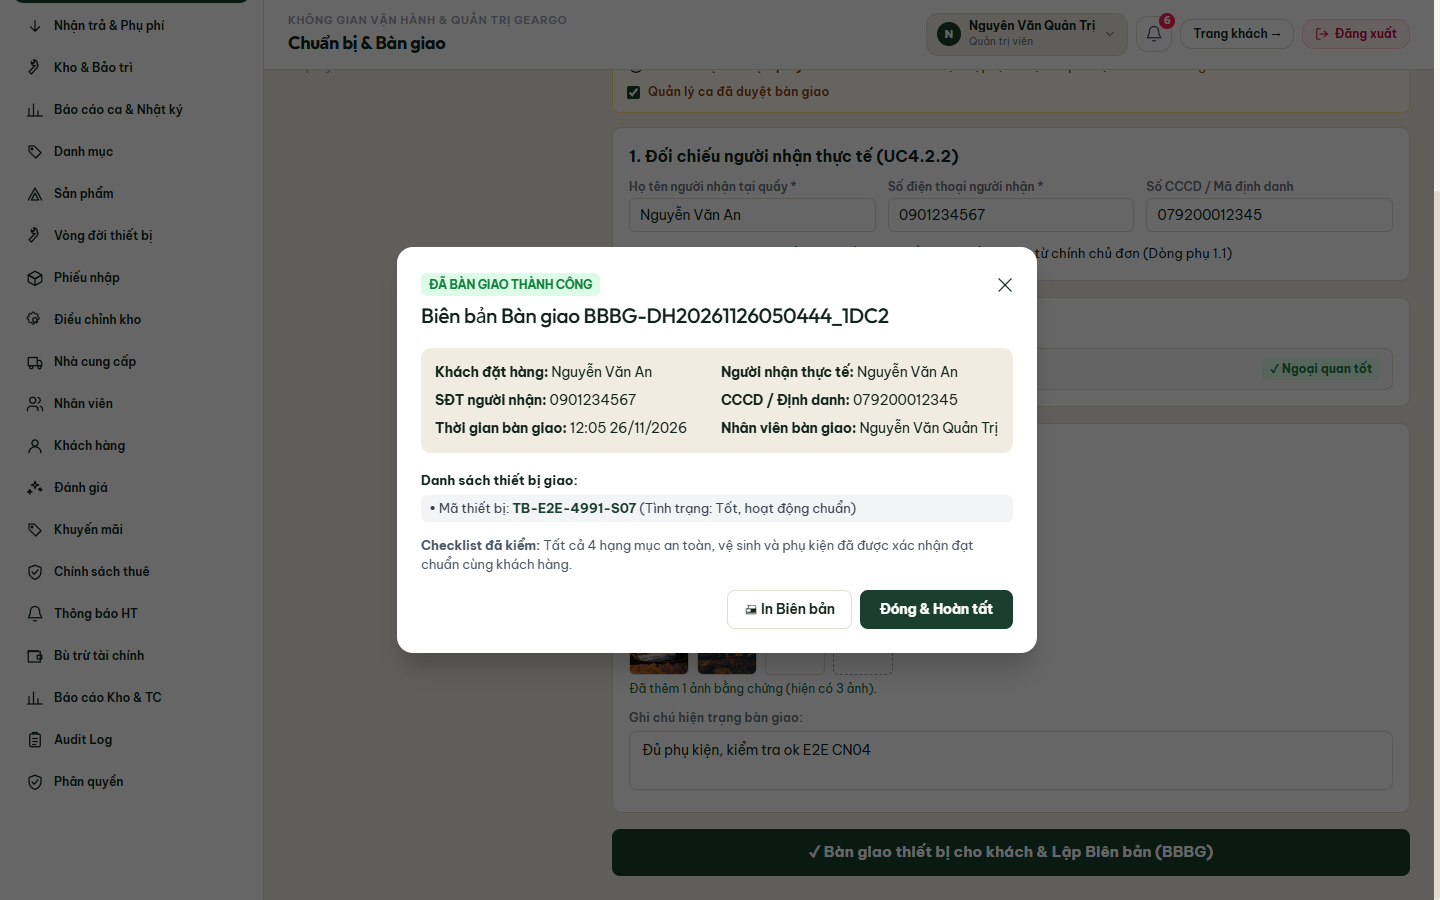 Nhận trả & Phụ phí
Kho & Bảo trì
Báo cáo ca & Nhật ký
Danh mục
Sản phẩm
Vòng đời thiết bị
Phiếu nhập
Điều chỉnh kho
Nhà cung cấp
Nhân viên
Khách hàng
Đánh giá
Khuyến mãi
Chính sách thuê
Thông báo HT
Bù trừ tài chính
Báo cáo Kho & TC
Audit Log
Phân quyền
KHÔNG GIAN VẬN HÀNH & QUẢN TRỊ GEARGO
Chuẩn bị & Bàn giao
N
Nguyễn Văn Quản Trị
Quản trị viên
6
Trang khách →
Đăng xuất
Quản lý ca đã duyệt bàn giao
1. Đối chiếu người nhận thực tế (UC4.2.2)
Họ tên người nhận tại quầy *
Số điện thoại người nhận *
Số CCCD / Mã định danh
Nguyễn Văn An
0901234567
079200012345
từ chính chủ đơn (Dòng phụ 1.1)
✓ Ngoại quan tốt
ĐÃ BÀN GIAO THÀNH CÔNG
Biên bản Bàn giao BBBG-DH20261126050444_1DC2
Khách đặt hàng: Nguyễn Văn An
Người nhận thực tế: Nguyễn Văn An
SĐT người nhận: 0901234567
CCCD / Định danh: 079200012345
Thời gian bàn giao: 12:05 26/11/2026
Nhân viên bàn giao: Nguyễn Văn Quản Trị
Danh sách thiết bị giao:
• Mã thiết bị: TB-E2E-4991-S07 (Tình trạng: Tốt, hoạt động chuẩn)
Checklist đã kiểm: Tất cả 4 hạng mục an toàn, vệ sinh và phụ kiện đã được xác nhận đạt
chuẩn cùng khách hàng.
In Biên bản
Đóng & Hoàn tất
Đã thêm 1 ảnh bằng chứng (hiện có 3 ảnh).
Ghi chú hiện trạng bàn giao:
Đủ phụ kiện, kiểm tra ok E2E CN04
✓ Bàn giao thiết bị cho khách & Lập Biên bản (BBBG)